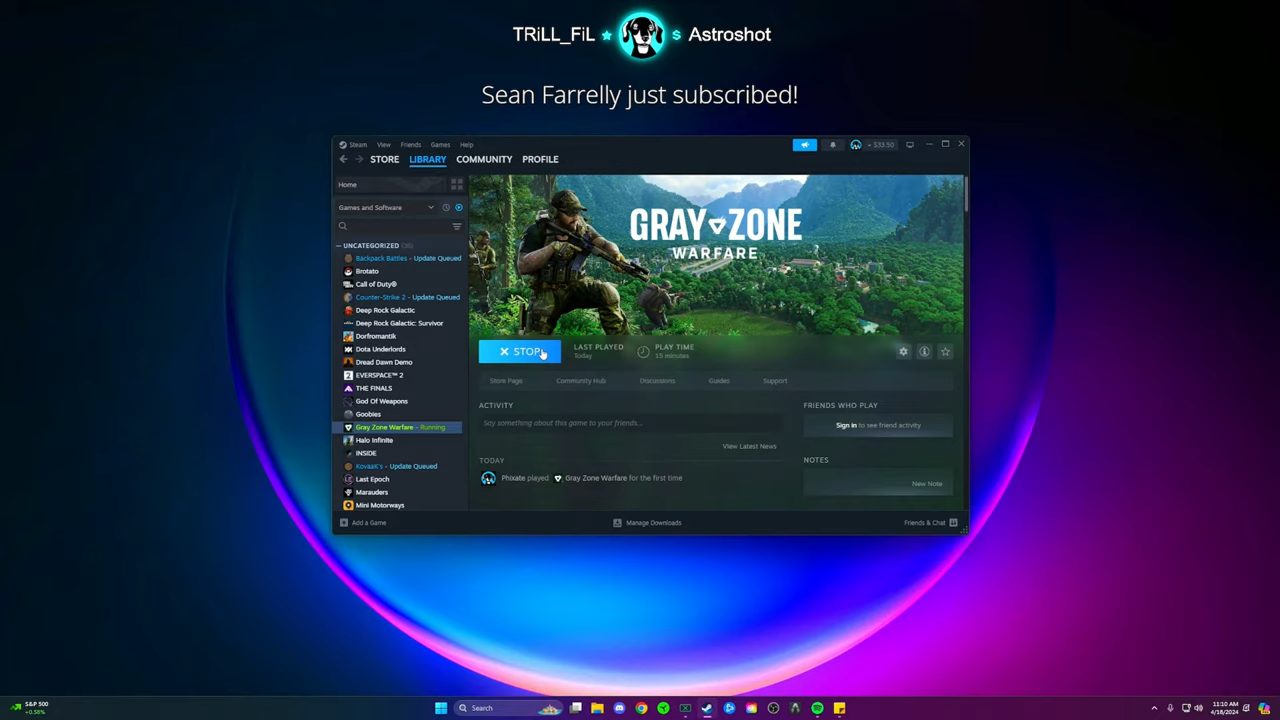 TRiLL_FiL
Astroshot
Sean Farrelly just subscribed!
Steam View Friends Games Help
$33.50
STORE LIBRARY COMMUNITY PROFILE
Home
Games and Software
UNCATEGORIZED
Backpack Battles - Update Queued
Brotato
Call of Duty®
Counter-Strike 2 - Update Queued
Deep Rock Galactic
Deep Rock Galactic: Survivor
Dorfromantik
Dota Underlords
Dread Dawn Demo
EVERSPACE™ 2
THE FINALS
God Of Weapons
Goobies
Gray Zone Warfare - Running
Halo Infinite
INSIDE
KovaaK's - Update Queued
Last Epoch
Marauders
Mini Motorways
GRAY ZONE
WARFARE
STOP
LAST PLAYED
Today
PLAY TIME
15 minutes
Store Page Community Hub Discussions Guides Support
ACTIVITY
Say something about this game to your friends...
View Latest News
TODAY
Phixate played Gray Zone Warfare for the first time
FRIENDS WHO PLAY
Sign in to see friend activity
NOTES
New Note
Add a Game
Manage Downloads
Friends & Chat
S&P 500
+0.58%
Search
11:10 AM
4/18/2024